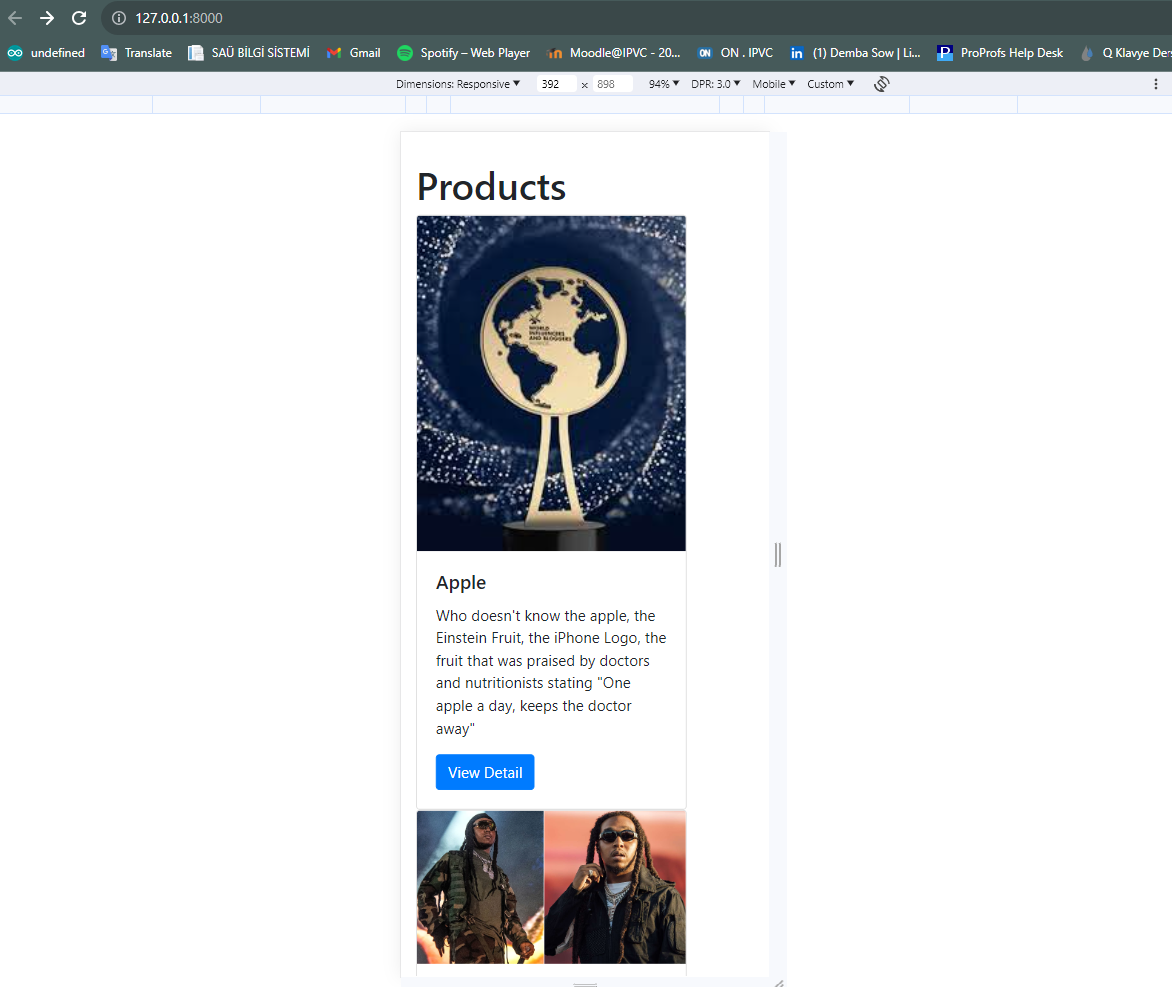 127.0.0.1:8000
undefined
Translate
SAÜ BİLGİ SİSTEMİ
Gmail
Spotify – Web Player
Moodle@IPVC - 20...
ON
ON . IPVC
(1) Demba Sow | Li...
ProProfs Help Desk
Q Klavye De
Dimensions: Responsive
392 × 898
94%
DPR: 3.0
Mobile
Custom
Products
WORLD
INFLUENCERS
AND BLOGGERS
Apple
Who doesn't know the apple, the
Einstein Fruit, the iPhone Logo, the
fruit that was praised by doctors
and nutritionists stating "One
apple a day, keeps the doctor
away"
View Detail